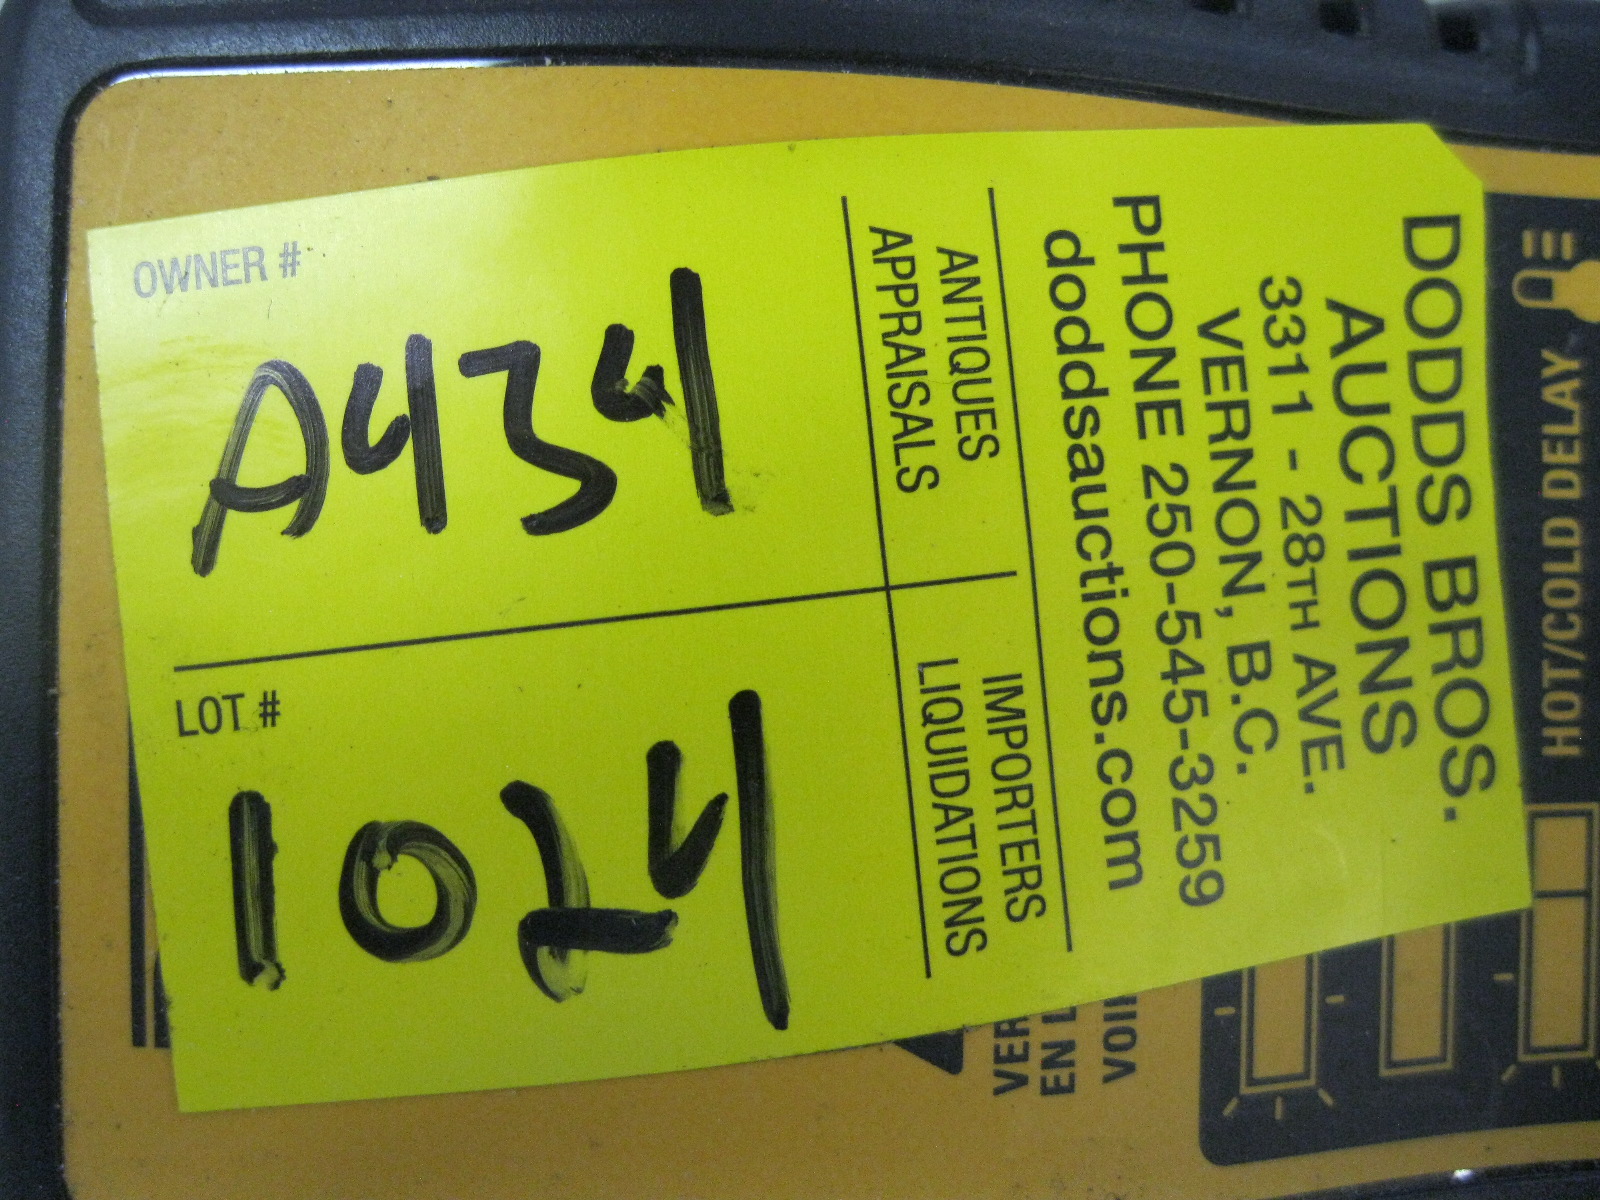 DODDS BROS.
AUCTIONS
3311 - 28TH AVE.
VERNON, B.C.
PHONE 250-545-3259
doddsauctions.com
ANTIQUES
APPRAISALS
IMPORTERS
LIQUIDATIONS
OWNER #
A434
LOT #
1024
HOT/COLD DELAY
EN